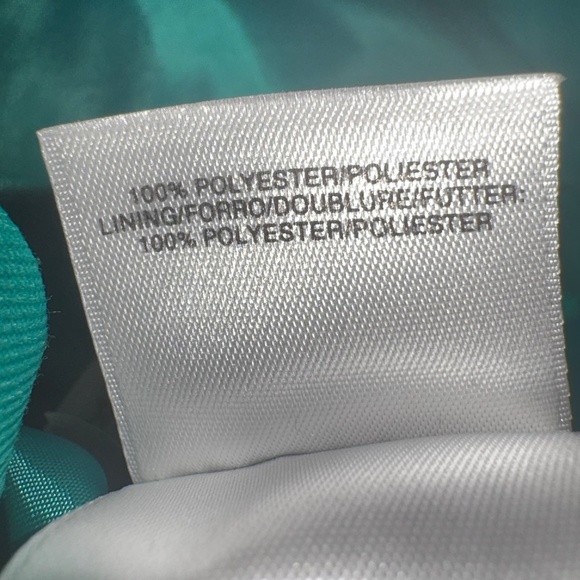 100% POLYESTER/POLIESTER
LINING/FORRO/DOUBLURE/FUTTER:
100% POLYESTER/POLIESTER